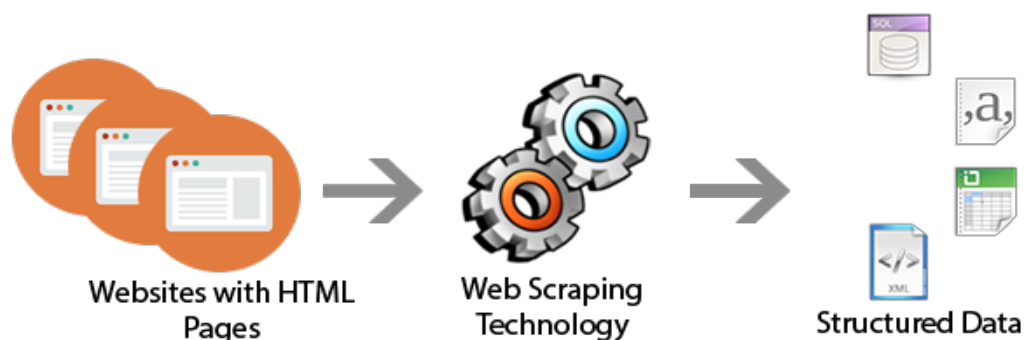 SQL
,a,
XML
Websites with HTML
Pages
Web Scraping
Technology
Structured Data